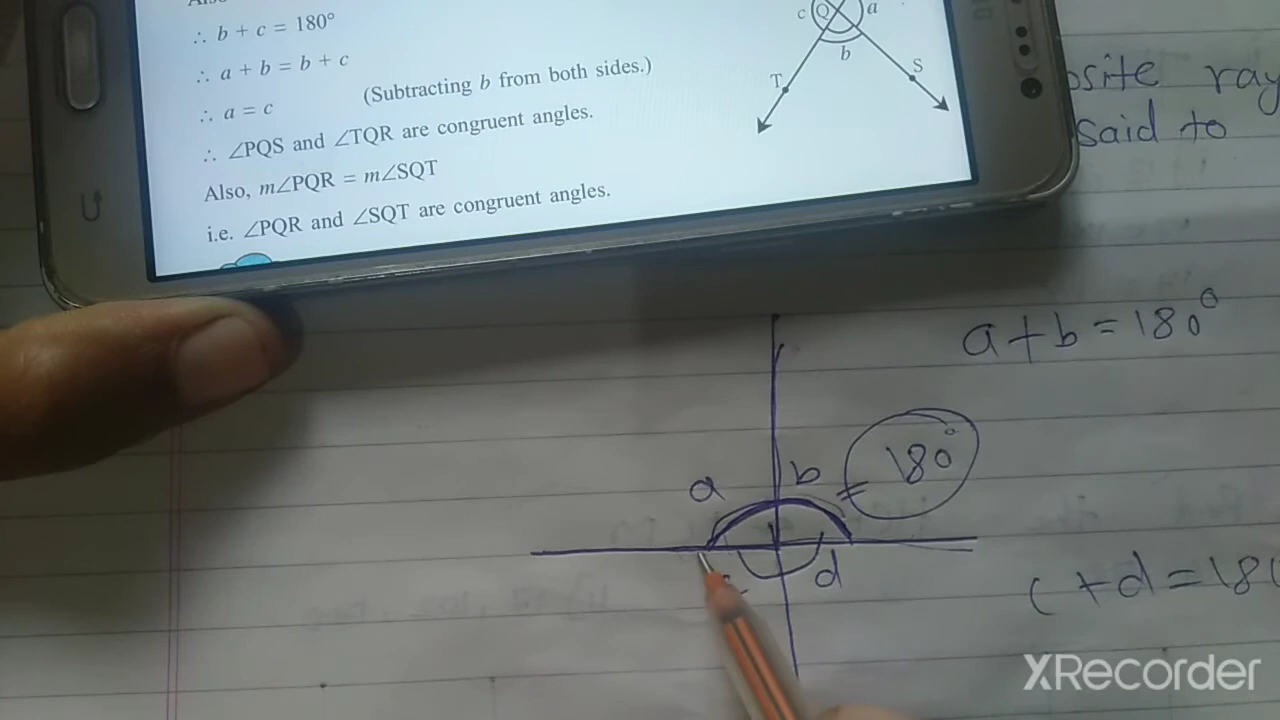 ∴ b + c = 180°
∴ a + b = b + c
∴ a = c (Subtracting b from both sides.)
∴ ∠PQS and ∠TQR are congruent angles.
Also, m∠PQR = m∠SQT
i.e. ∠PQR and ∠SQT are congruent angles.
c Q a
b
T
S
ray
said to
a+b=180°
180°
a b
d
c+d=180
XRecorder